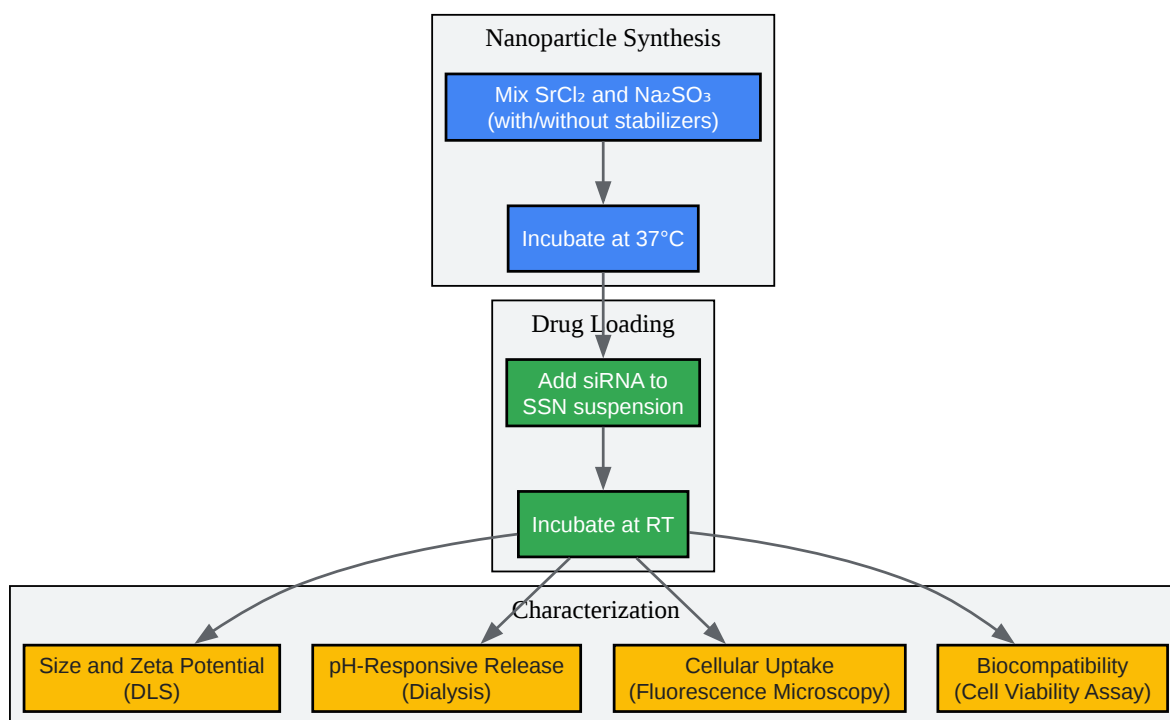 Nanoparticle Synthesis
Mix SrCl₂ and Na₂SO₃
(with/without stabilizers)
Incubate at 37°C
Drug Loading
Add siRNA to
SSN suspension
Incubate at RT
Characterization
Size and Zeta Potential
(DLS)
pH-Responsive Release
(Dialysis)
Cellular Uptake
(Fluorescence Microscopy)
Biocompatibility
(Cell Viability Assay)